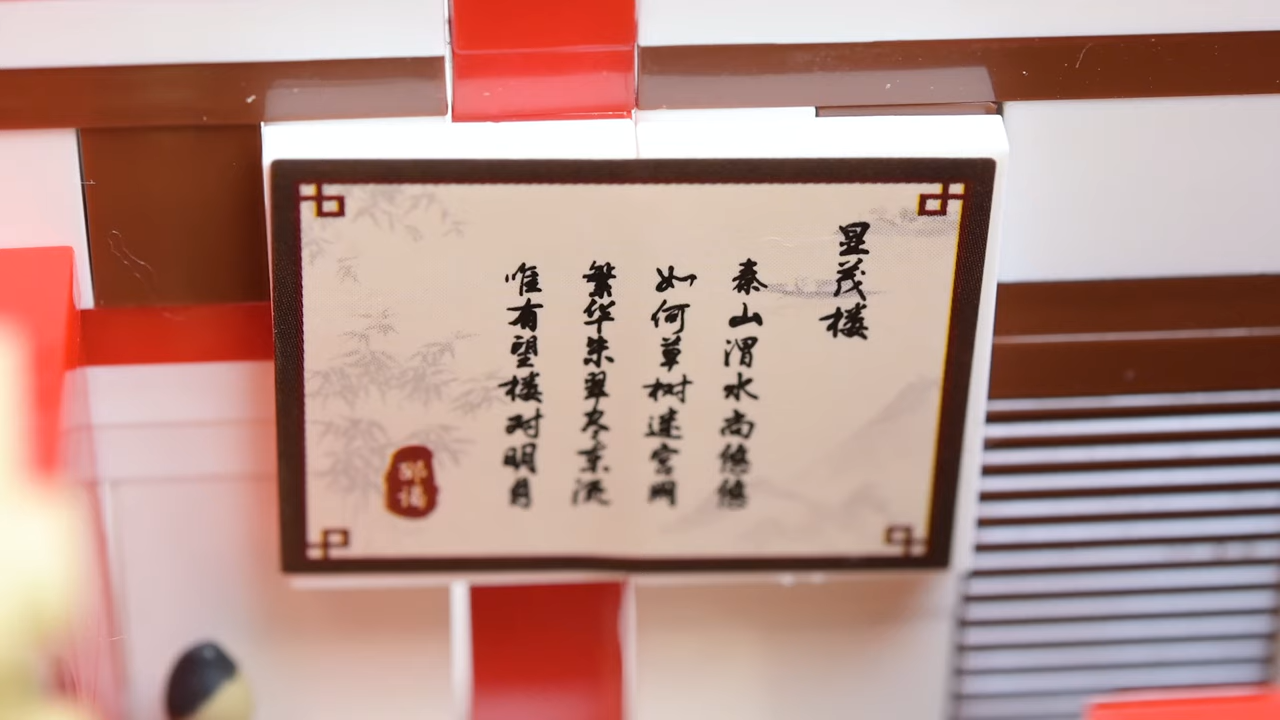 昱茂楼
秦山渭水尚悠悠
如何草树迷宫阙
繁华朱翠尽东流
唯有望楼对明月